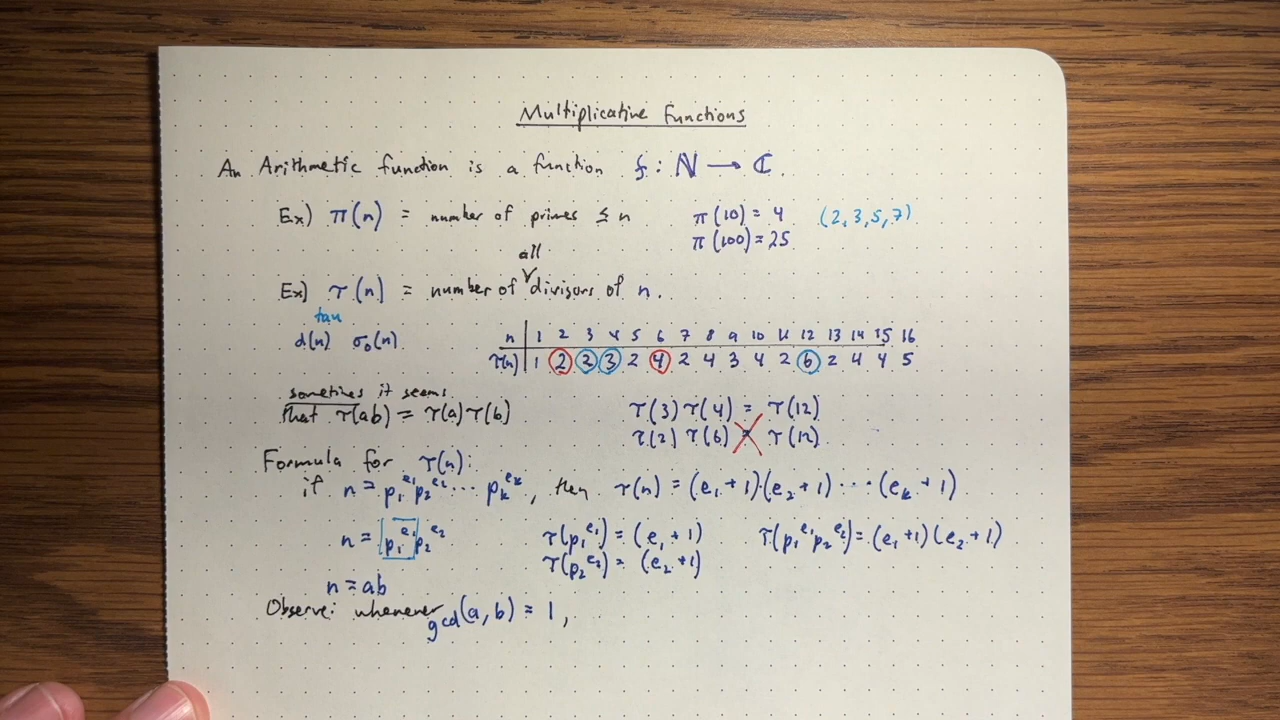 Multiplicative Functions
An Arithmetic function is a function f : ℕ → ℂ.
Ex) π(n) = number of primes ≤ n π(10) = 4 (2,3,5,7)
π(100) = 25
all
Ex) τ(n) = number of divisors of n.
tau
d(n) σ₀(n)
n 1 2 3 4 5 6 7 8 9 10 11 12 13 14 15 16
τ(n) 1 2 2 3 2 4 2 4 3 4 2 6 2 4 4 5
sometimes it seems
that τ(ab) = τ(a)τ(b) τ(3)τ(4) = τ(12)
τ(2) τ(6) = τ(12)
Formula for τ(n):
if n = p₁^e₁ p₂^e₂ ... pₖ^eₖ, then τ(n) = (e₁+1)·(e₂+1) ··· (eₖ+1)
n = p₁^e₁ p₂^e₂ τ(p₁^e₁) = (e₁+1) τ(p₁^e₁ p₂^e₂) = (e₁+1)(e₂+1)
τ(p₂^e₂) = (e₂+1)
n = ab
Observe: whenever gcd(a,b) = 1,